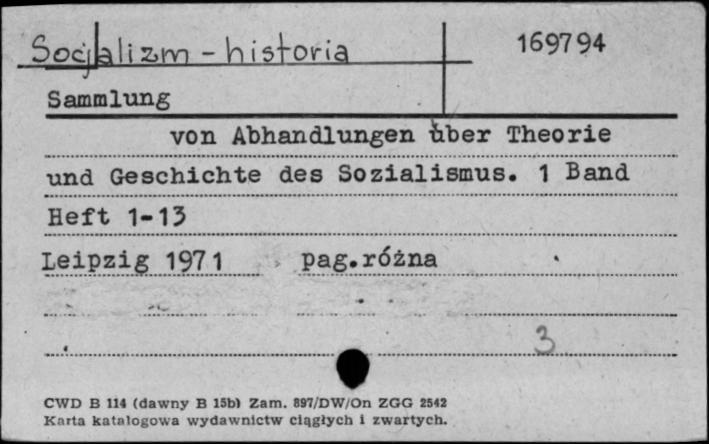 Socjalizm - historia
169794
Sammlung
von Abhandlungen über Theorie
und Geschichte des Sozialismus. 1 Band
Heft 1-13
Leipzig 1971 pag.różna
3
CWD B 114 (dawny B 15b) Zam. 897/DW/On ZGG 2542
Karta katalogowa wydawnictw ciągłych i zwartych.